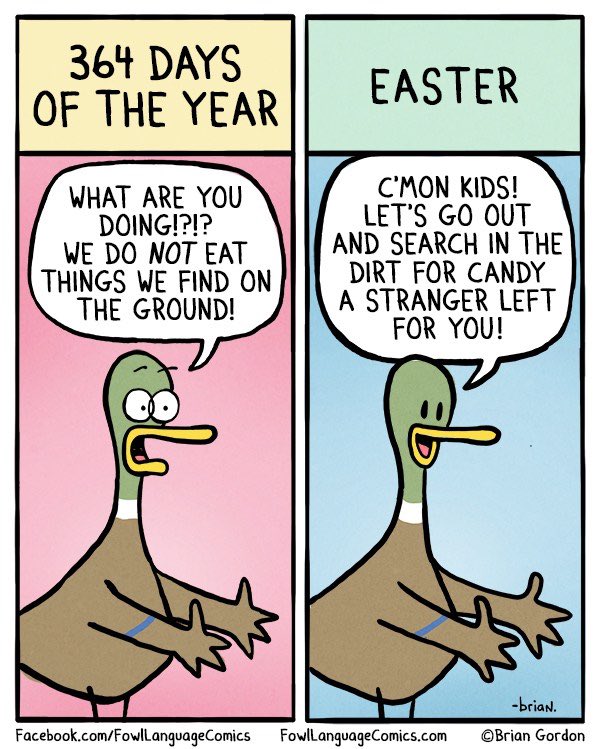 364 DAYS
OF THE YEAR
WHAT ARE YOU
DOING!?!?
WE DO NOT EAT
THINGS WE FIND ON
THE GROUND!
EASTER
C'MON KIDS!
LET'S GO OUT
AND SEARCH IN THE
DIRT FOR CANDY
A STRANGER LEFT
FOR YOU!
-briaN.
Facebook.com/FowlLanguageComics
FowlLanguageComics.com
©Brian Gordon